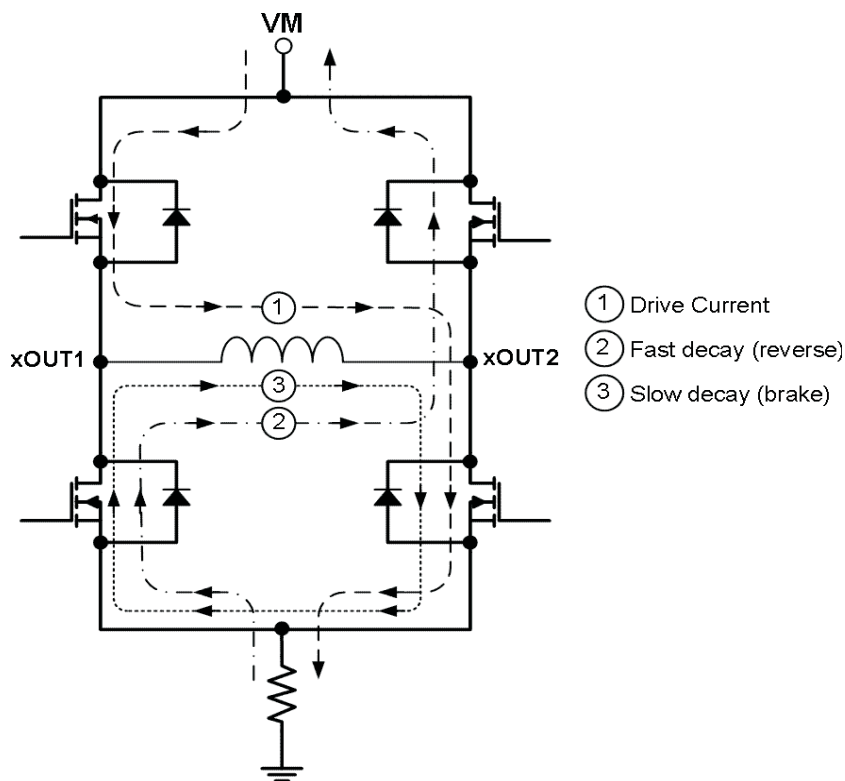 VM
1
xOUT1
xOUT2
3
2
1 Drive Current
2 Fast decay (reverse)
3 Slow decay (brake)